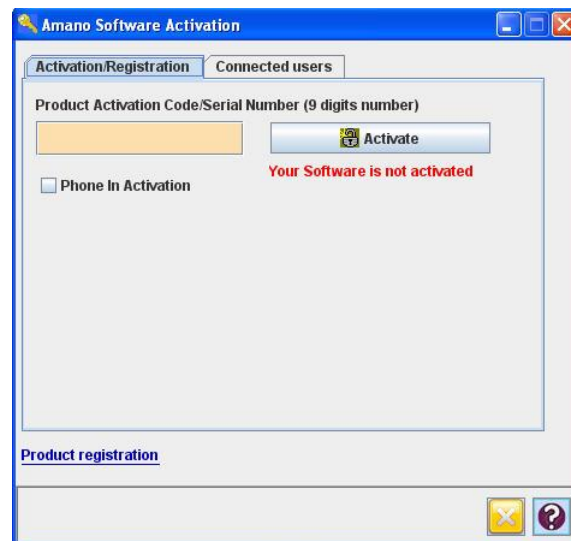 Amano Software Activation
Activation/Registration Connected users
Product Activation Code/Serial Number (9 digits number)
Activate
Your Software is not activated
Phone In Activation
Product registration